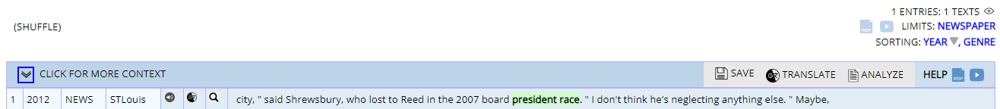 1 ENTRIES: 1 TEXTS
(SHUFFLE)
PDF LIMITS: NEWSPAPER
SORTING: YEAR , GENRE
CLICK FOR MORE CONTEXT SAVE TRANSLATE ANALYZE HELP PDF
1 2012 NEWS STLouis city, " said Shrewsbury, who lost to Reed in the 2007 board president race. " I don't think he's neglecting anything else. " Maybe,